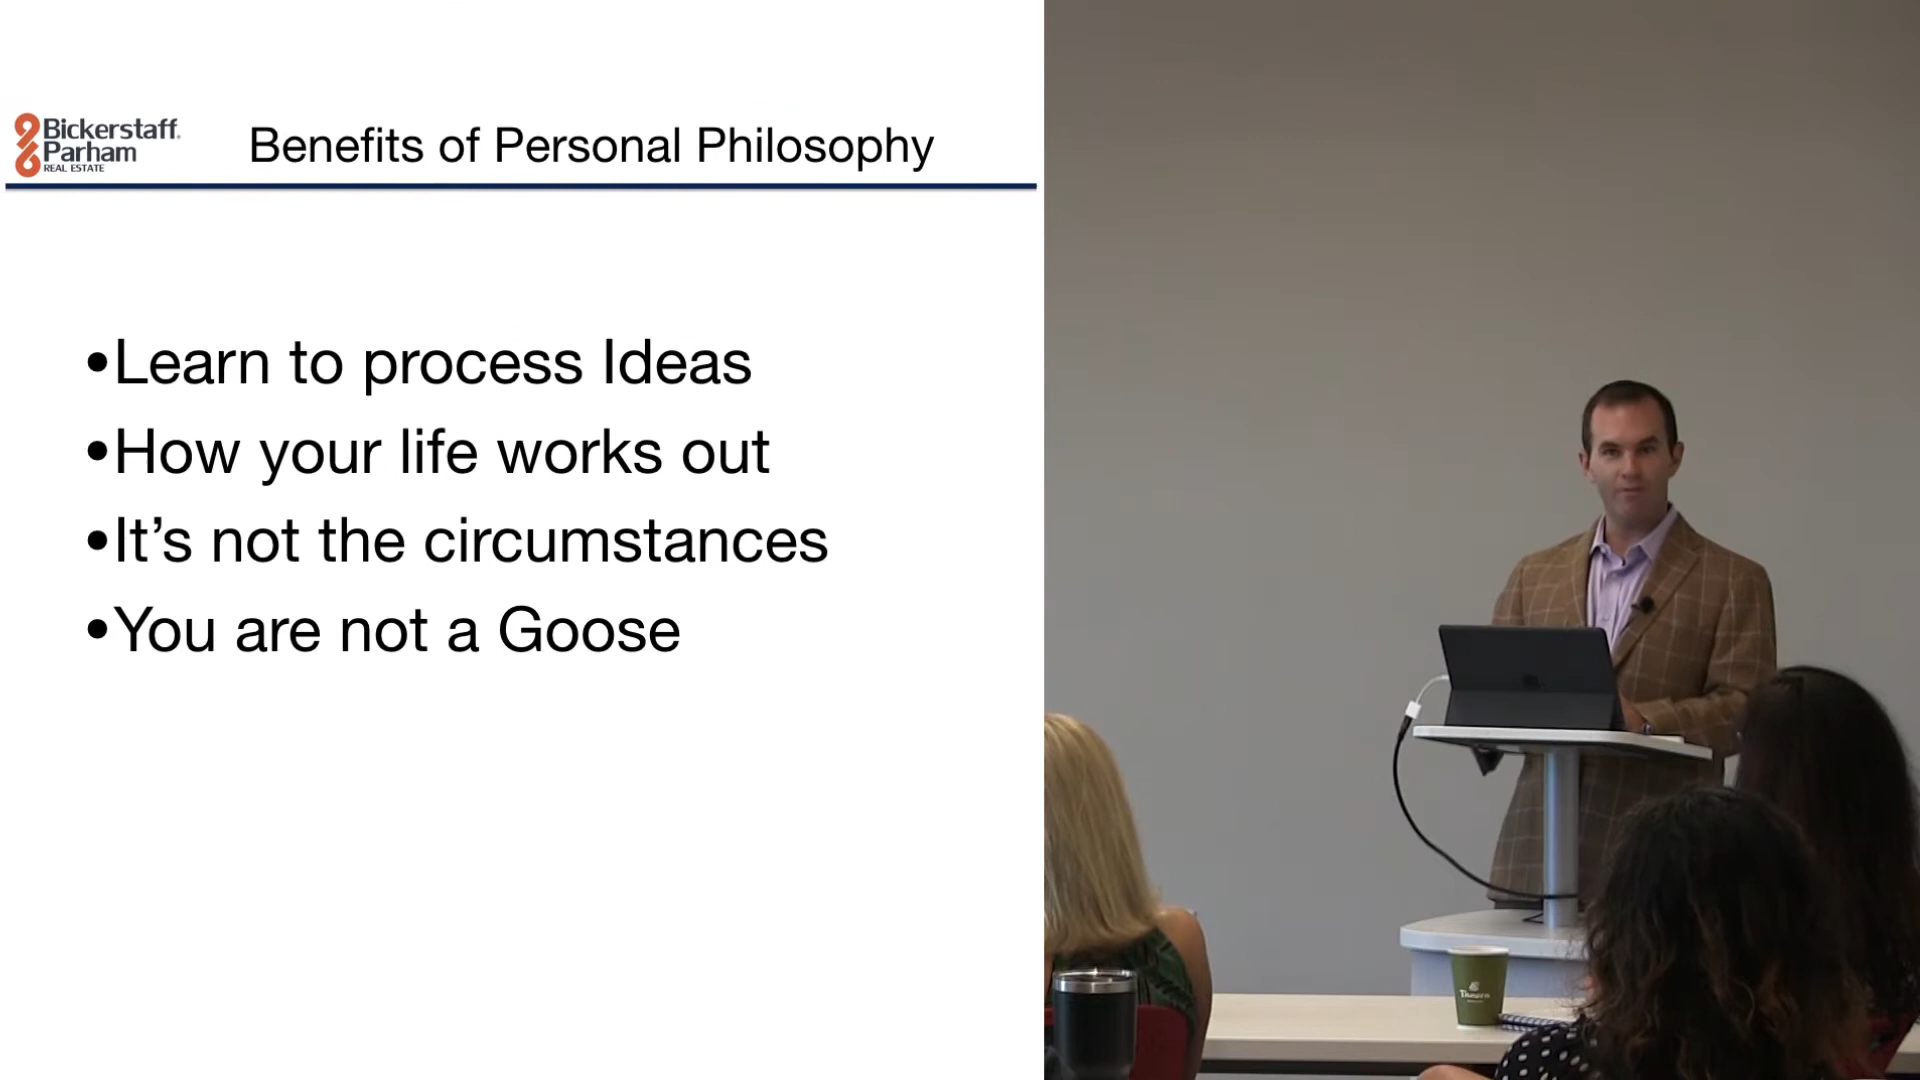 Bickerstaff
Parham
REAL ESTATE
Benefits of Personal Philosophy
•Learn to process Ideas
•How your life works out
•It’s not the circumstances
•You are not a Goose
Panera